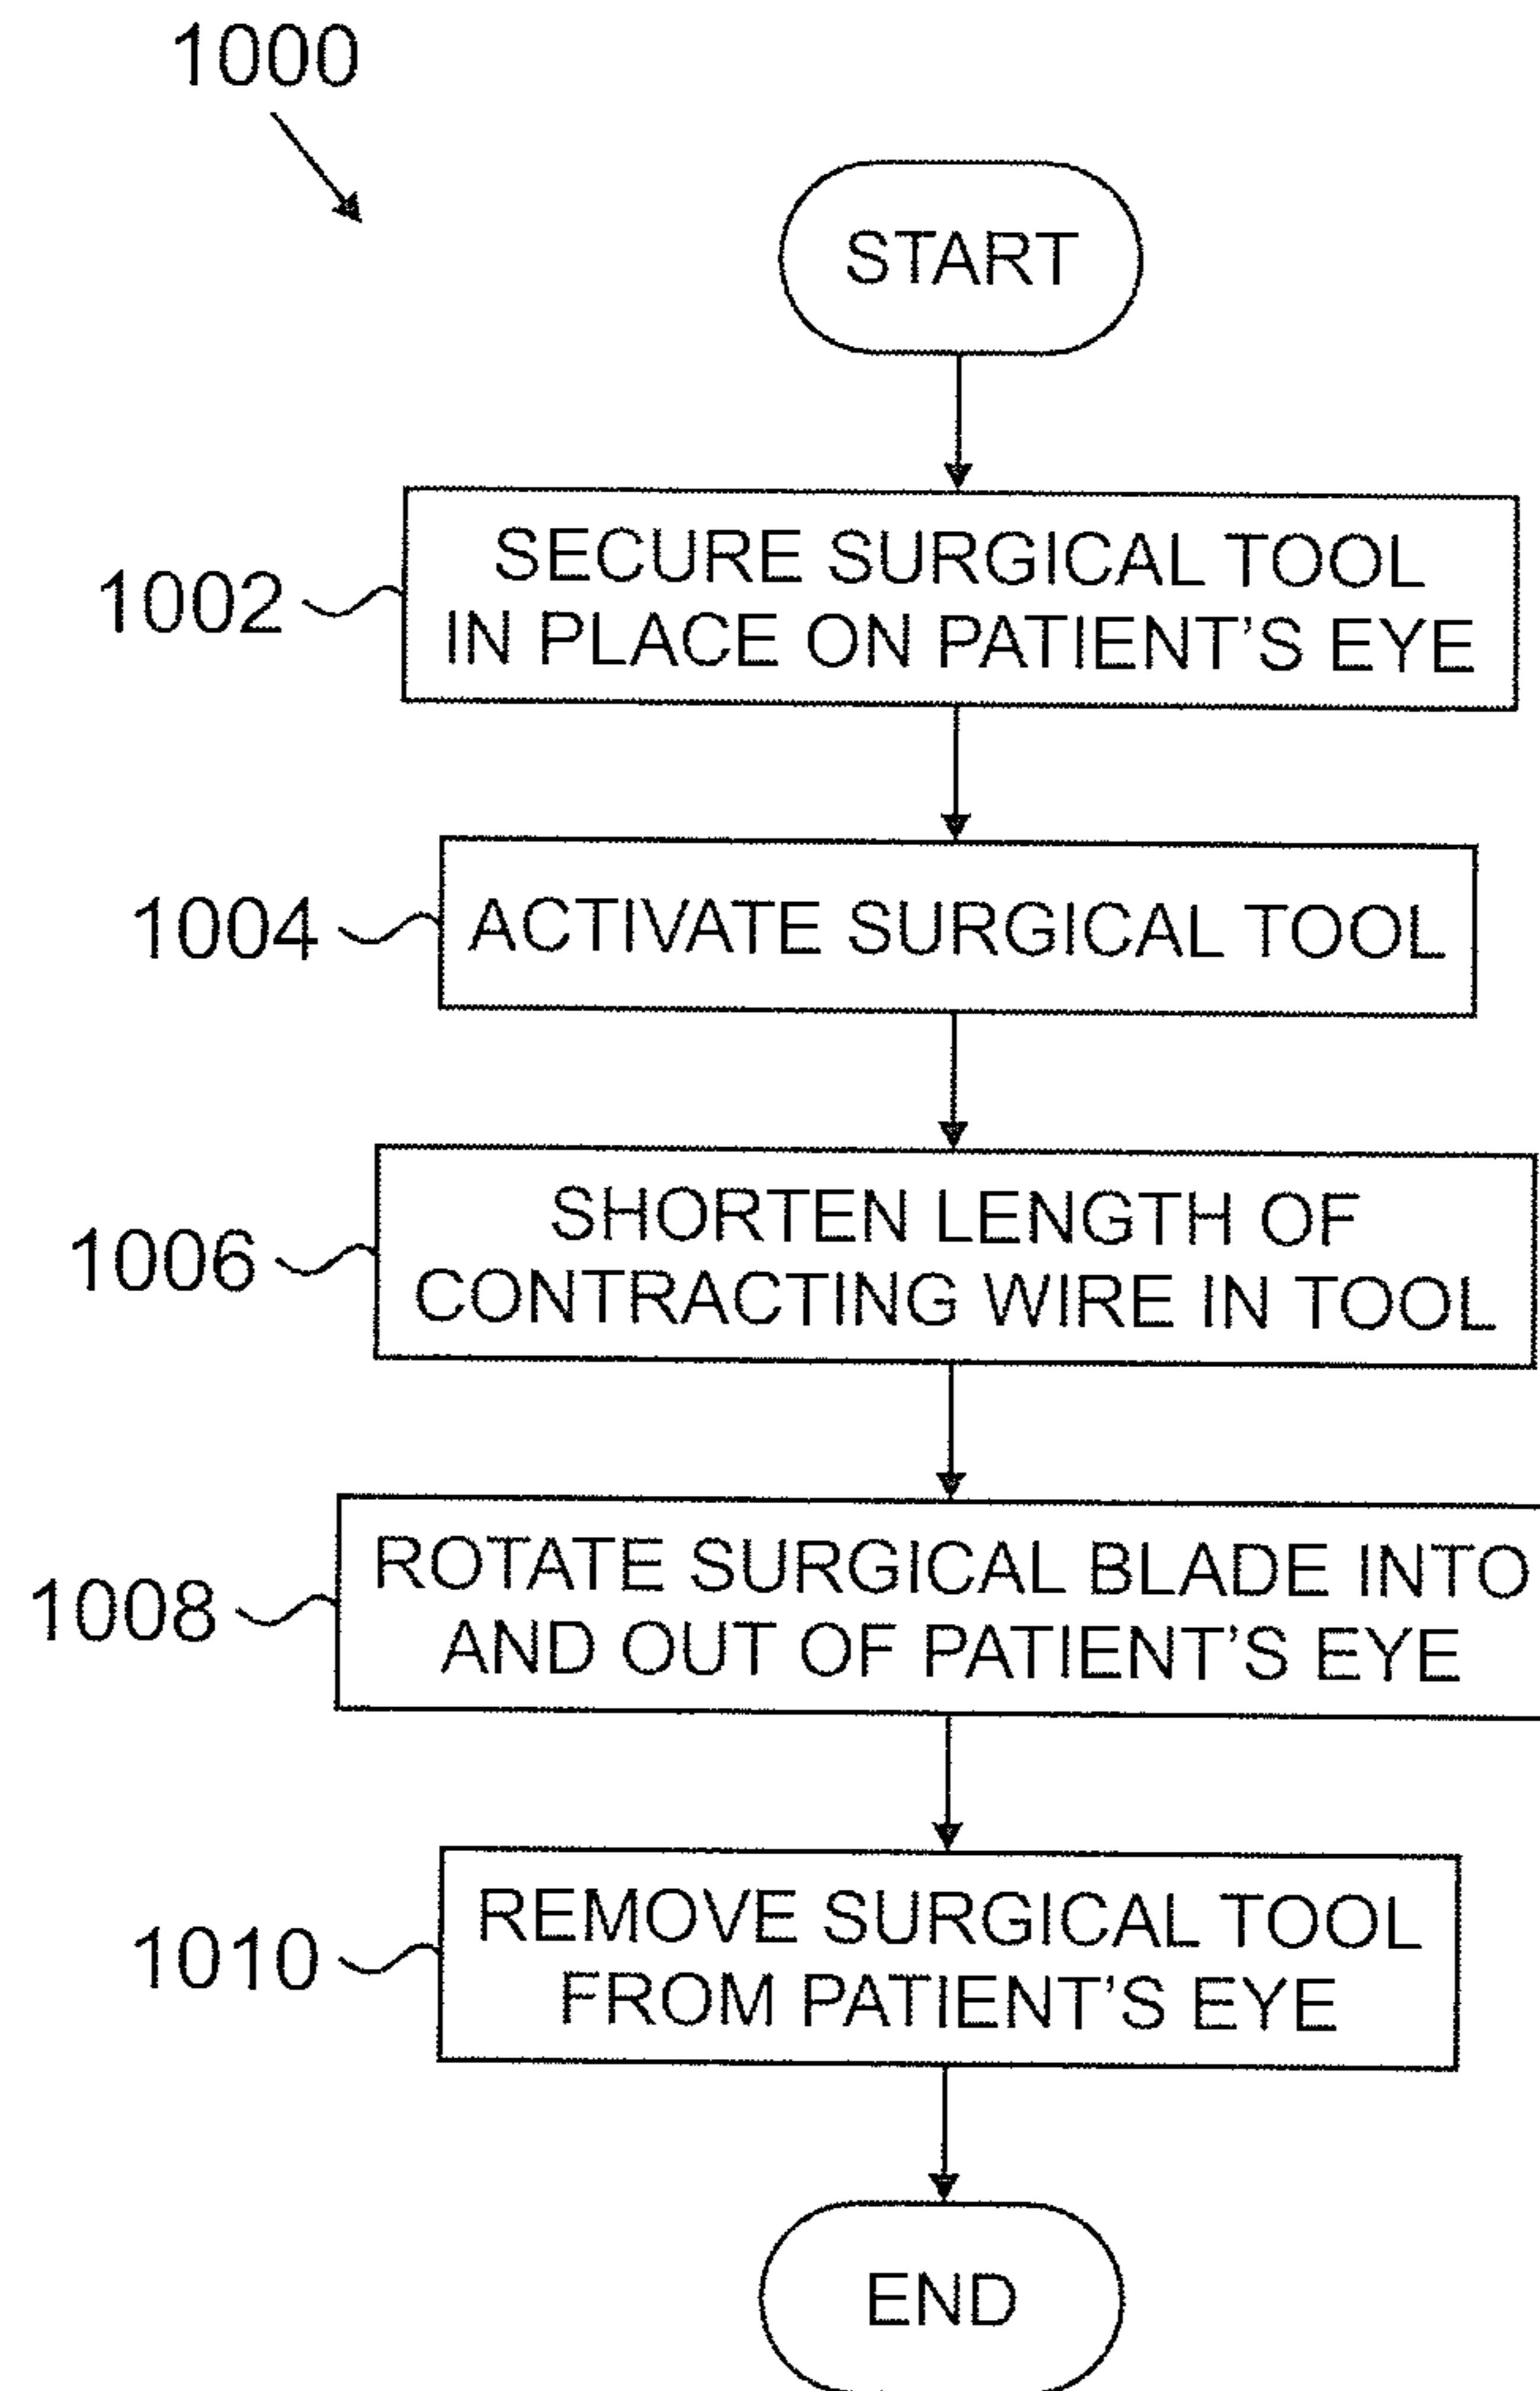 1000
START
1002
SECURE SURGICAL TOOL
IN PLACE ON PATIENT'S EYE
1004
ACTIVATE SURGICAL TOOL
1006
SHORTEN LENGTH OF
CONTRACTING WIRE IN TOOL
1008
ROTATE SURGICAL BLADE INTO
AND OUT OF PATIENT'S EYE
1010
REMOVE SURGICAL TOOL
FROM PATIENT'S EYE
END